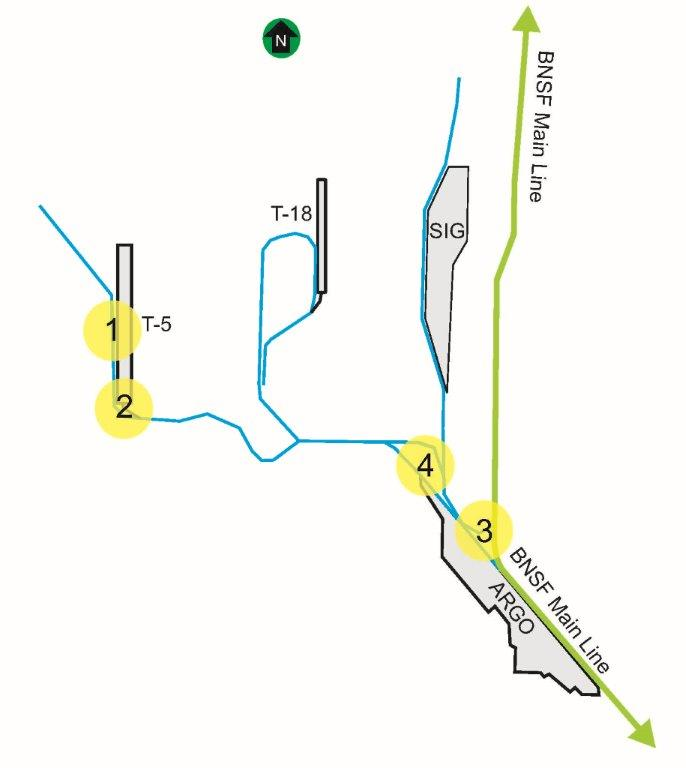 N
BNSF Main Line
T-18
SIG
1
T-5
2
4
3
BNSF Main Line
ARGO